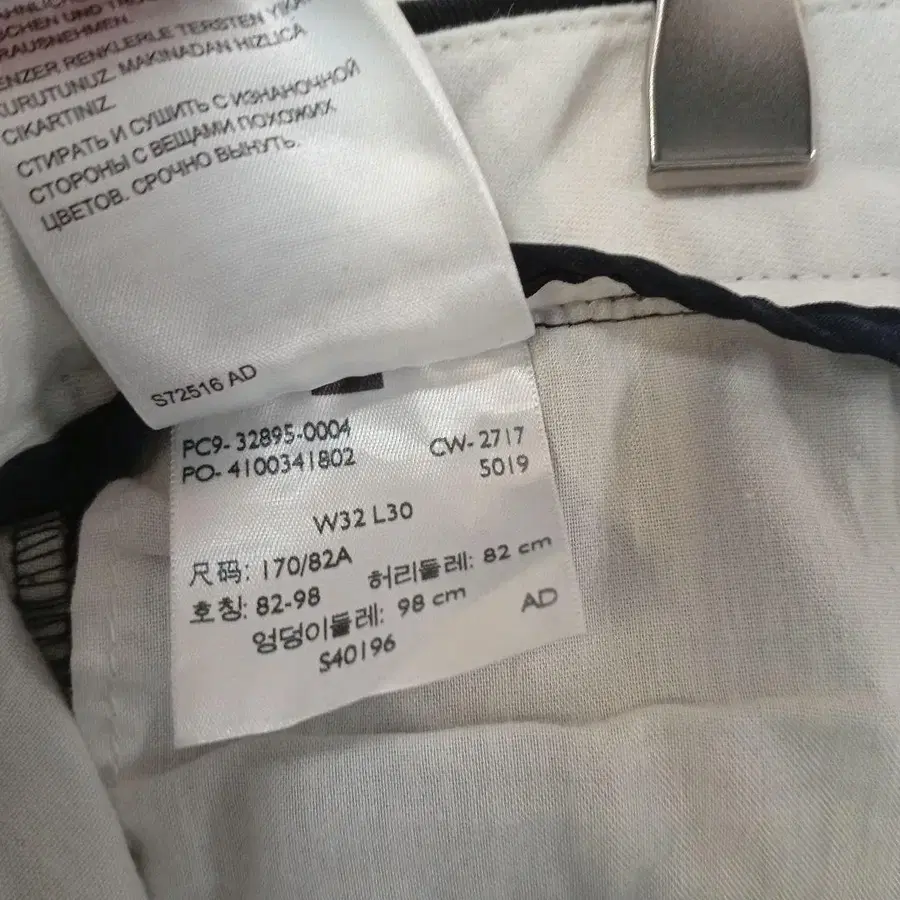 SCHEN UND
RAUSNEHMEN.
RENKLERLE TERSTEN
KURUTUNUZ. MAKINADAN HIZLICA
CIKARTINIZ.
СТИРАТЬ И СУШИТЬ С ИЗНАНОЧНОЙ
СТОРОНЫ С ВЕЩАМИ ПОХОЖИХ
ЦВЕТОВ. СРОЧНО ВЫНУТЬ.
S72516 AD
PC9- 32895-0004
PO- 4100341802
CW- 2717
5019
W32 L30
尺码: 170/82A
호칭: 82-98
허리둘레: 82 cm
엉덩이둘레: 98 cm
AD
S40196